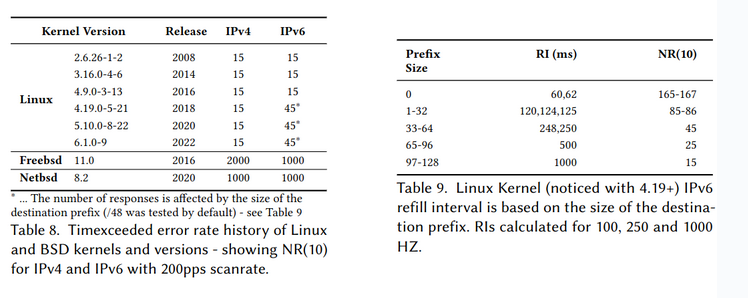 Kernel Version Release IPv4 IPv6
Linux
2.6.26-1-2 2008 15 15
3.16.0-4-6 2014 15 15
4.9.0-3-13 2016 15 15
4.19.0-5-21 2018 15 45*
5.10.0-8-22 2020 15 45*
6.1.0-9 2022 15 45*
Freebsd 11.0 2016 2000 1000
Netbsd 8.2 2020 1000 1000
* ... The number of responses is affected by the size of the
destination prefix (/48 was tested by default) - see Table 9
Table 8. Timexceeded error rate history of Linux
and BSD kernels and versions - showing NR(10)
for IPv4 and IPv6 with 200pps scanrate.
Prefix Size RI (ms) NR(10)
0 60,62 165-167
1-32 120,124,125 85-86
33-64 248,250 45
65-96 500 25
97-128 1000 15
Table 9. Linux Kernel (noticed with 4.19+) IPv6
refill interval is based on the size of the destina-
tion prefix. RIs calculated for 100, 250 and 1000
HZ.